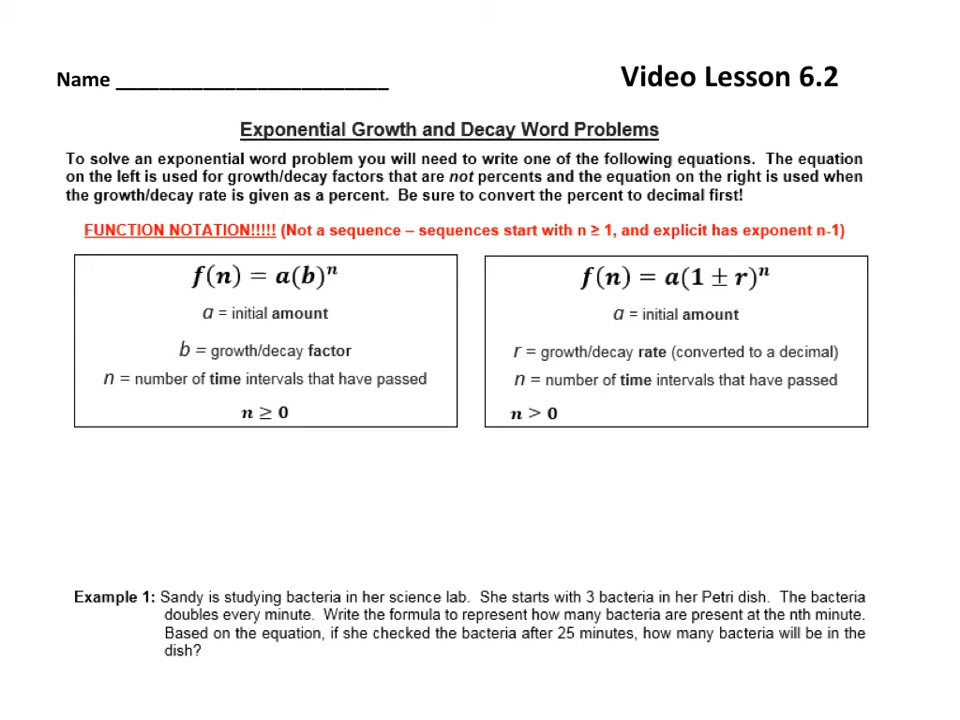 Name _________________________ Video Lesson 6.2
Exponential Growth and Decay Word Problems
To solve an exponential word problem you will need to write one of the following equations. The equation
on the left is used for growth/decay factors that are not percents and the equation on the right is used when
the growth/decay rate is given as a percent. Be sure to convert the percent to decimal first!
FUNCTION NOTATION!!!!! (Not a sequence – sequences start with n ≥ 1, and explicit has exponent n-1)
f(n) = a(b)ⁿ
a = initial amount
b = growth/decay factor
n = number of time intervals that have passed
n ≥ 0
f(n) = a(1 ± r)ⁿ
a = initial amount
r = growth/decay rate (converted to a decimal)
n = number of time intervals that have passed
n > 0
Example 1: Sandy is studying bacteria in her science lab. She starts with 3 bacteria in her Petri dish. The bacteria
doubles every minute. Write the formula to represent how many bacteria are present at the nth minute.
Based on the equation, if she checked the bacteria after 25 minutes, how many bacteria will be in the
dish?